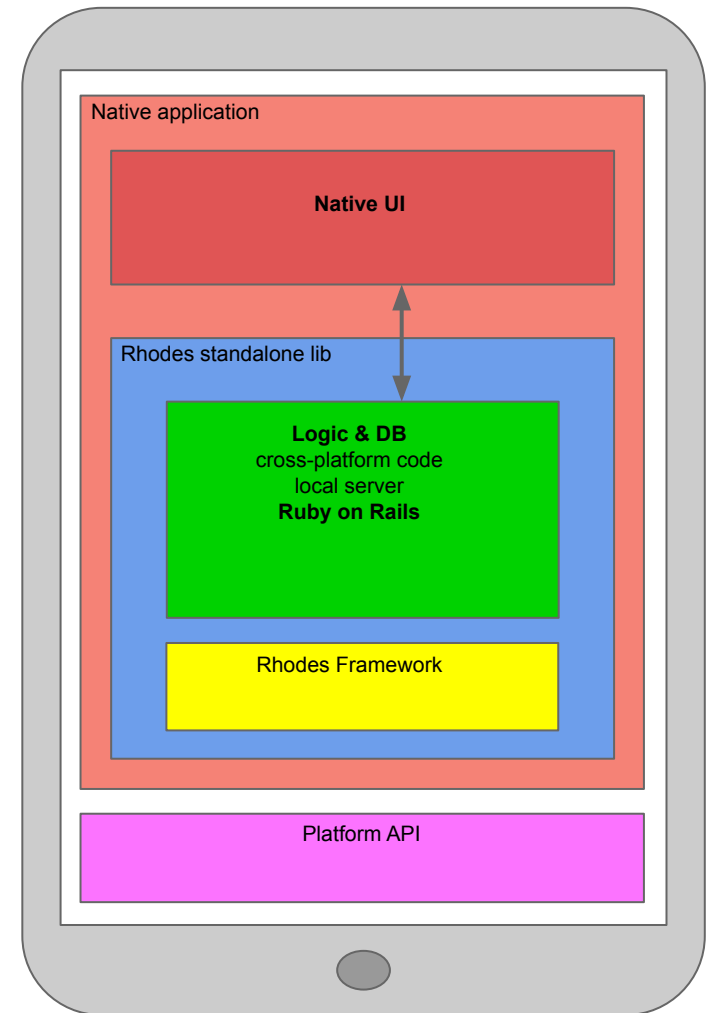 Native application
Native UI
Rhodes standalone lib
Logic & DB
cross-platform code
local server
Ruby on Rails
Rhodes Framework
Platform API